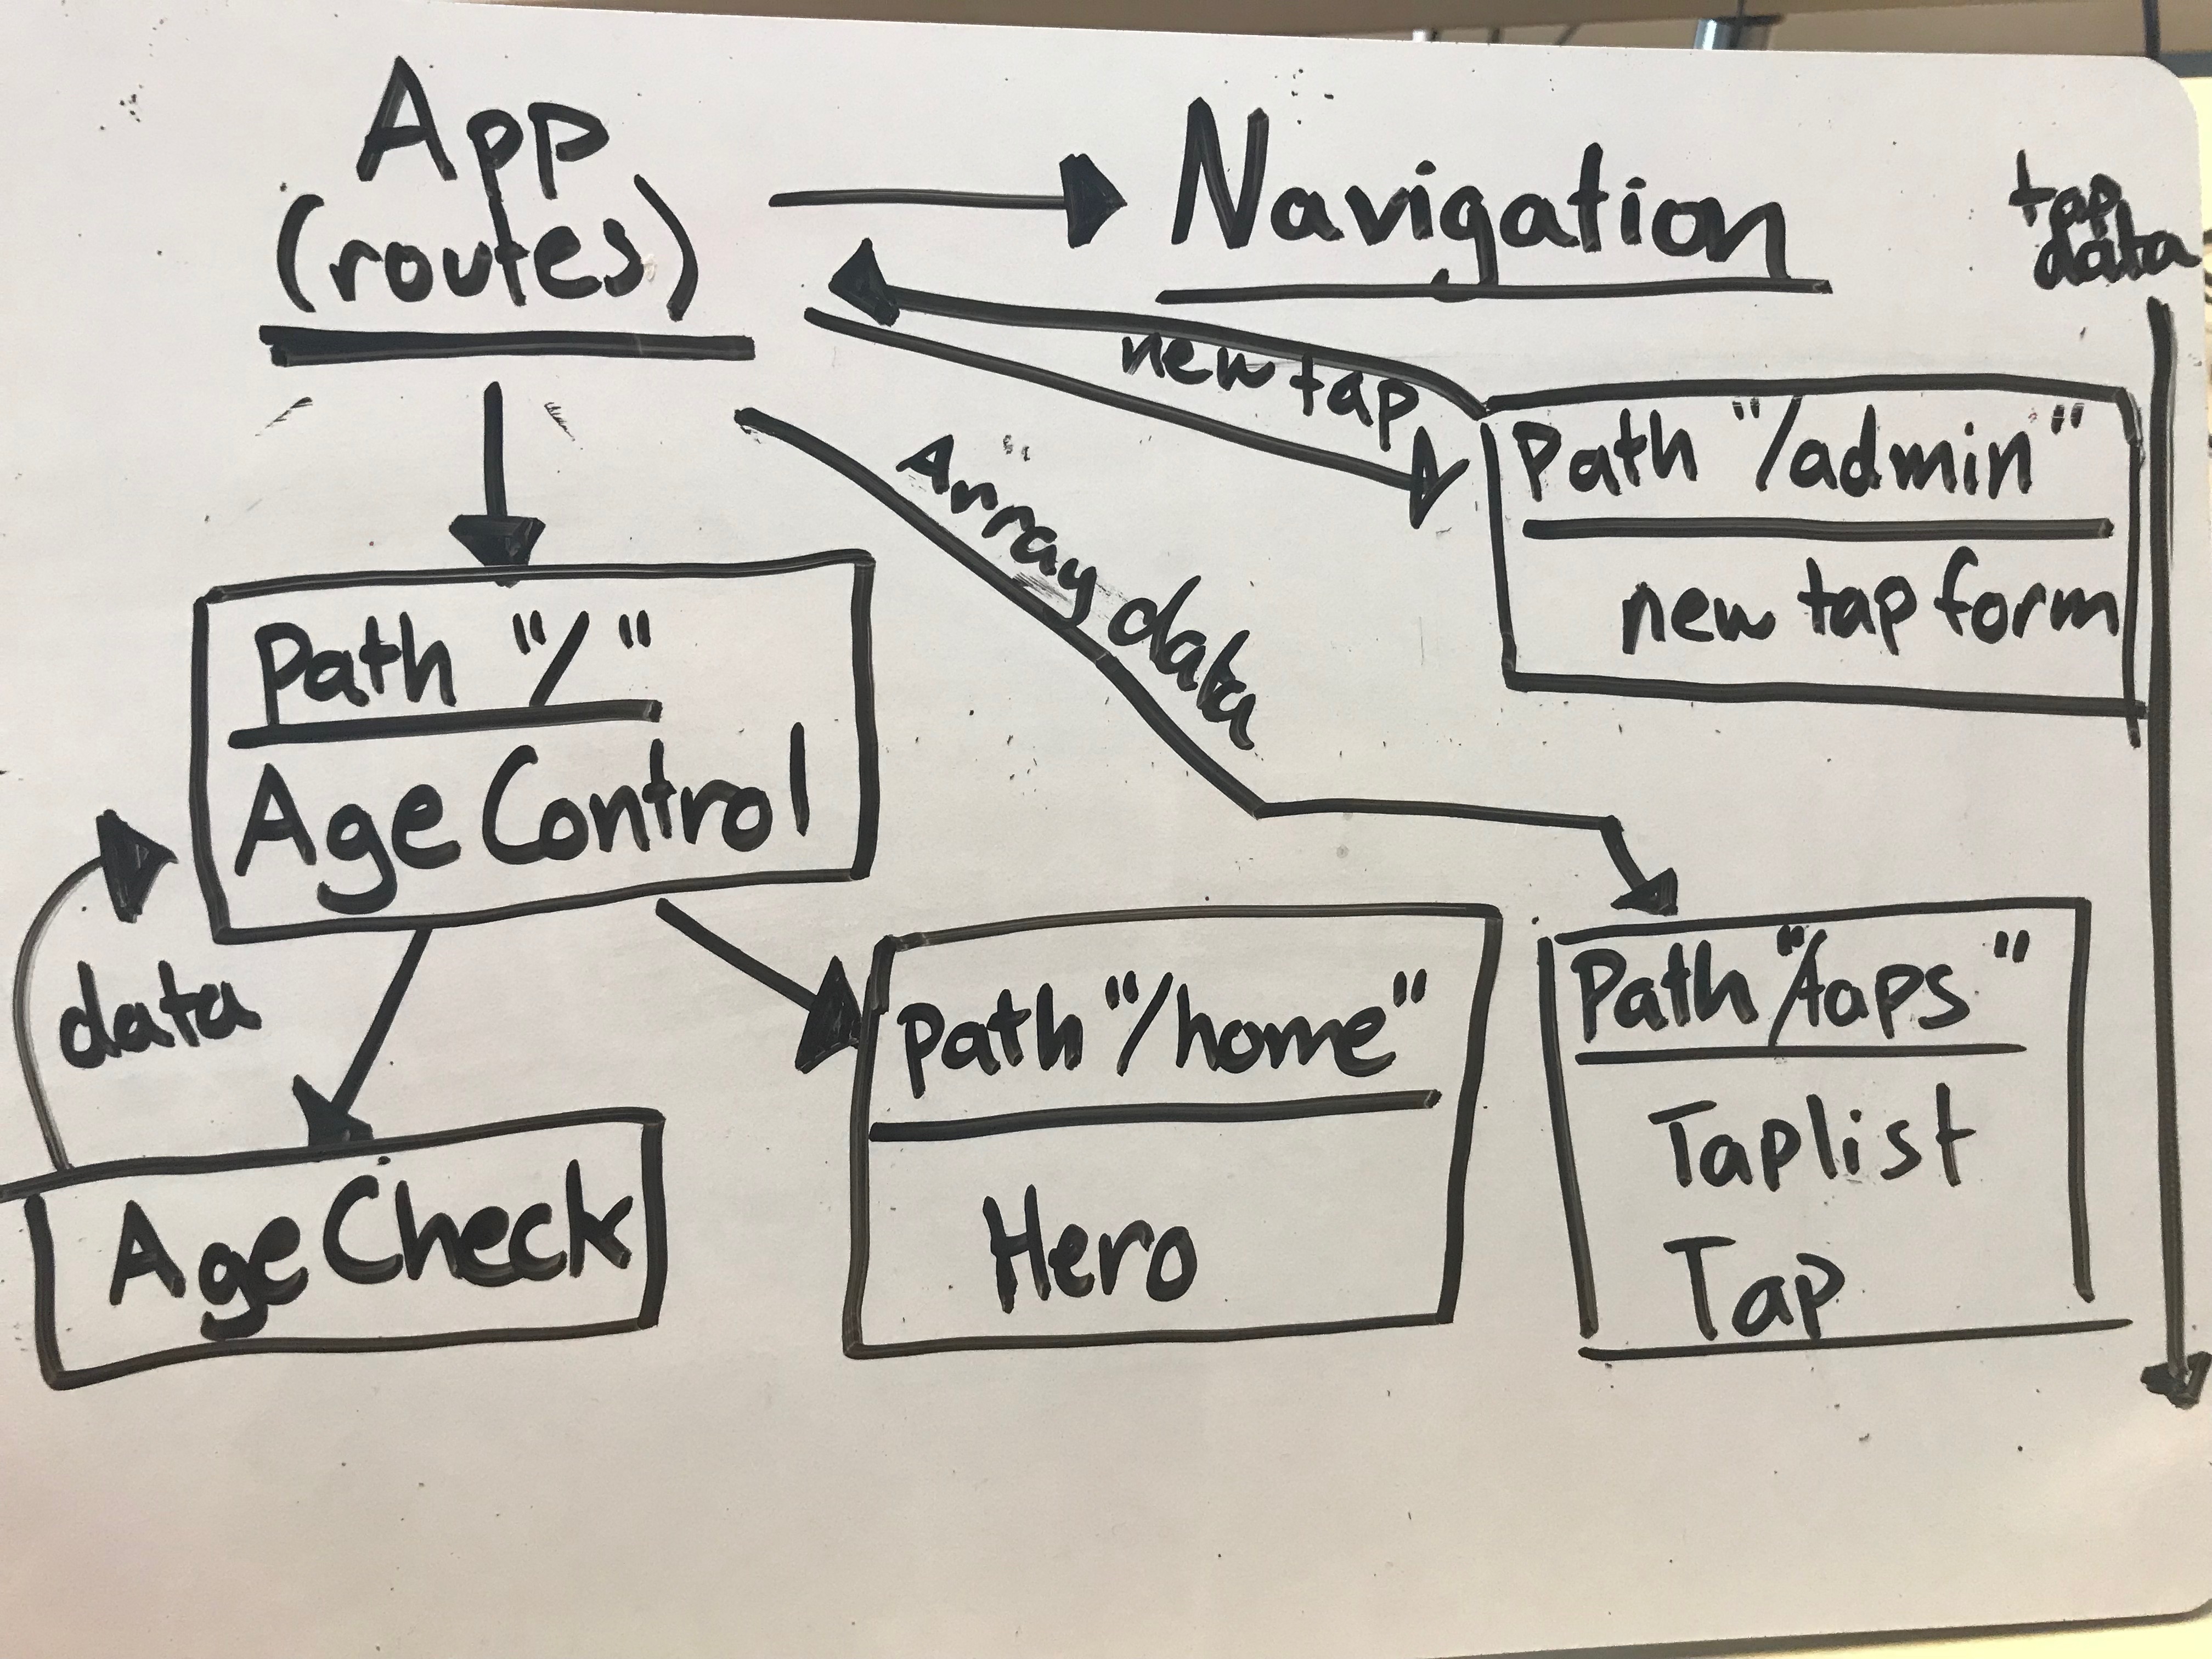 App
(routes)
Navigation
tap
data
new tap
Path "/admin"
new tap form
Array data
Path "/"
Age Control
data
Age Check
Path "/home"
Hero
Path "/taps"
Taplist
Tap